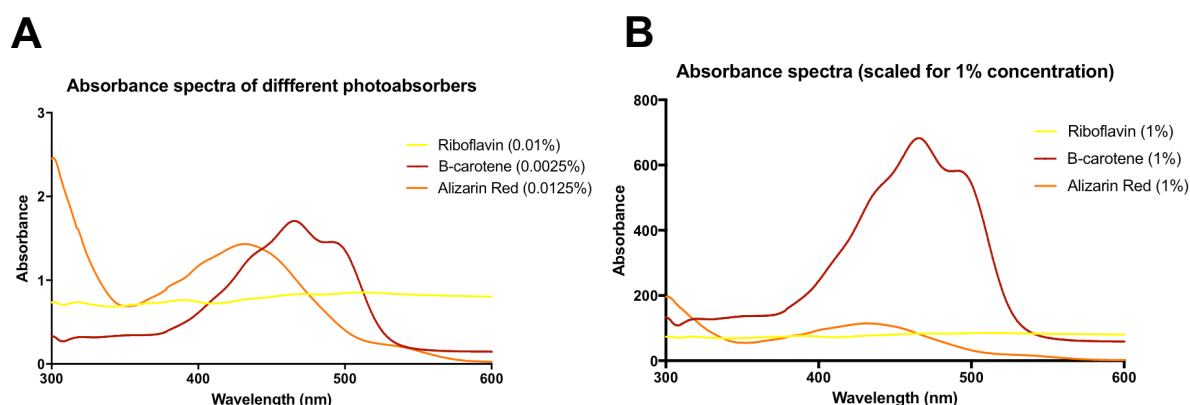 A
Absorbance spectra of diffferent photoabsorbers
3
2
1
0
Absorbance
300
400
500
600
Wavelength (nm)
Riboflavin (0.01%)
B-carotene (0.0025%)
Alizarin Red (0.0125%)
B
Absorbance spectra (scaled for 1% concentration)
800
600
400
200
0
Absorbance
300
400
500
600
Wavelength (nm)
Riboflavin (1%)
B-carotene (1%)
Alizarin Red (1%)